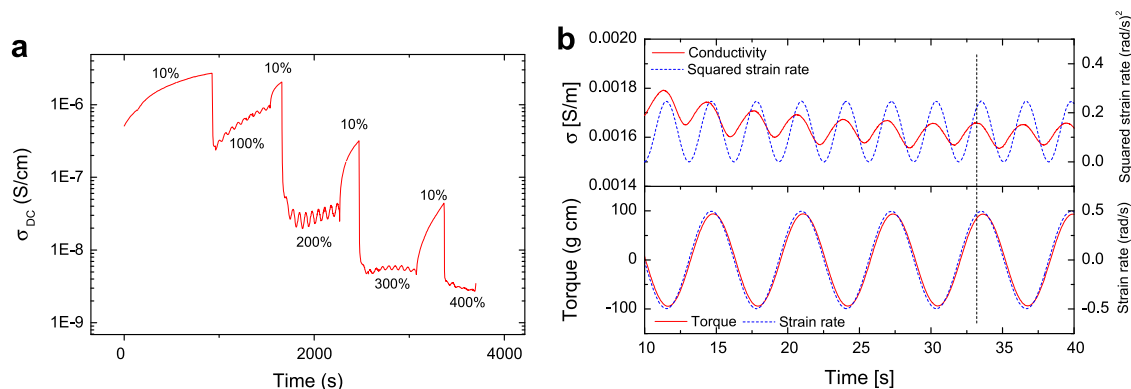 a
σDC (S/cm)
1E-6
1E-7
1E-8
1E-9
10%
100%
10%
200%
10%
300%
10%
400%
0
2000
4000
Time (s)
b
σ [S/m]
0.0020
0.0018
0.0016
0.0014
Conductivity
Squared strain rate
0.4
0.2
0.0
Squared strain rate (rad/s)²
Torque (g cm)
100
0
-100
Torque
Strain rate
0.5
0.0
-0.5
Strain rate (rad/s)
10
15
20
25
30
35
40
Time [s]